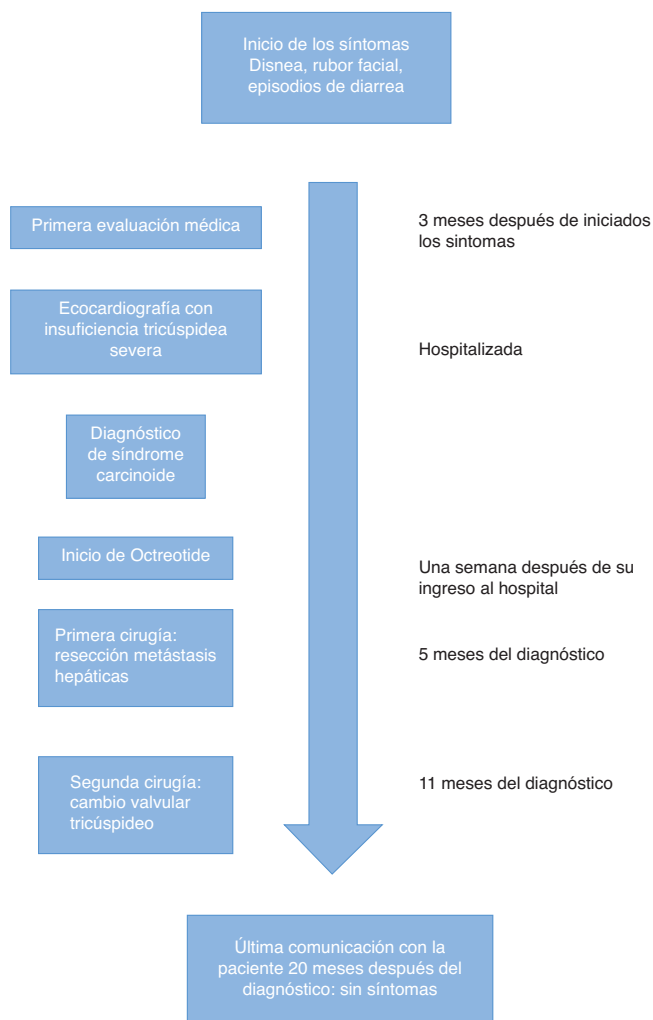 Inicio de los síntomas
Disnea, rubor facial,
episodios de diarrea
Primera evaluación médica
3 meses después de iniciados
los sintomas
Ecocardiografía con
insuficiencia tricúspidea
severa
Hospitalizada
Diagnóstico
de síndrome
carcinoide
Inicio de Octreotide
Una semana después de su
ingreso al hospital
Primera cirugía:
resección metástasis
hepáticas
5 meses del diagnóstico
Segunda cirugía:
cambio valvular
tricúspideo
11 meses del diagnóstico
Última comunicación con la
paciente 20 meses después del
diagnóstico: sin síntomas